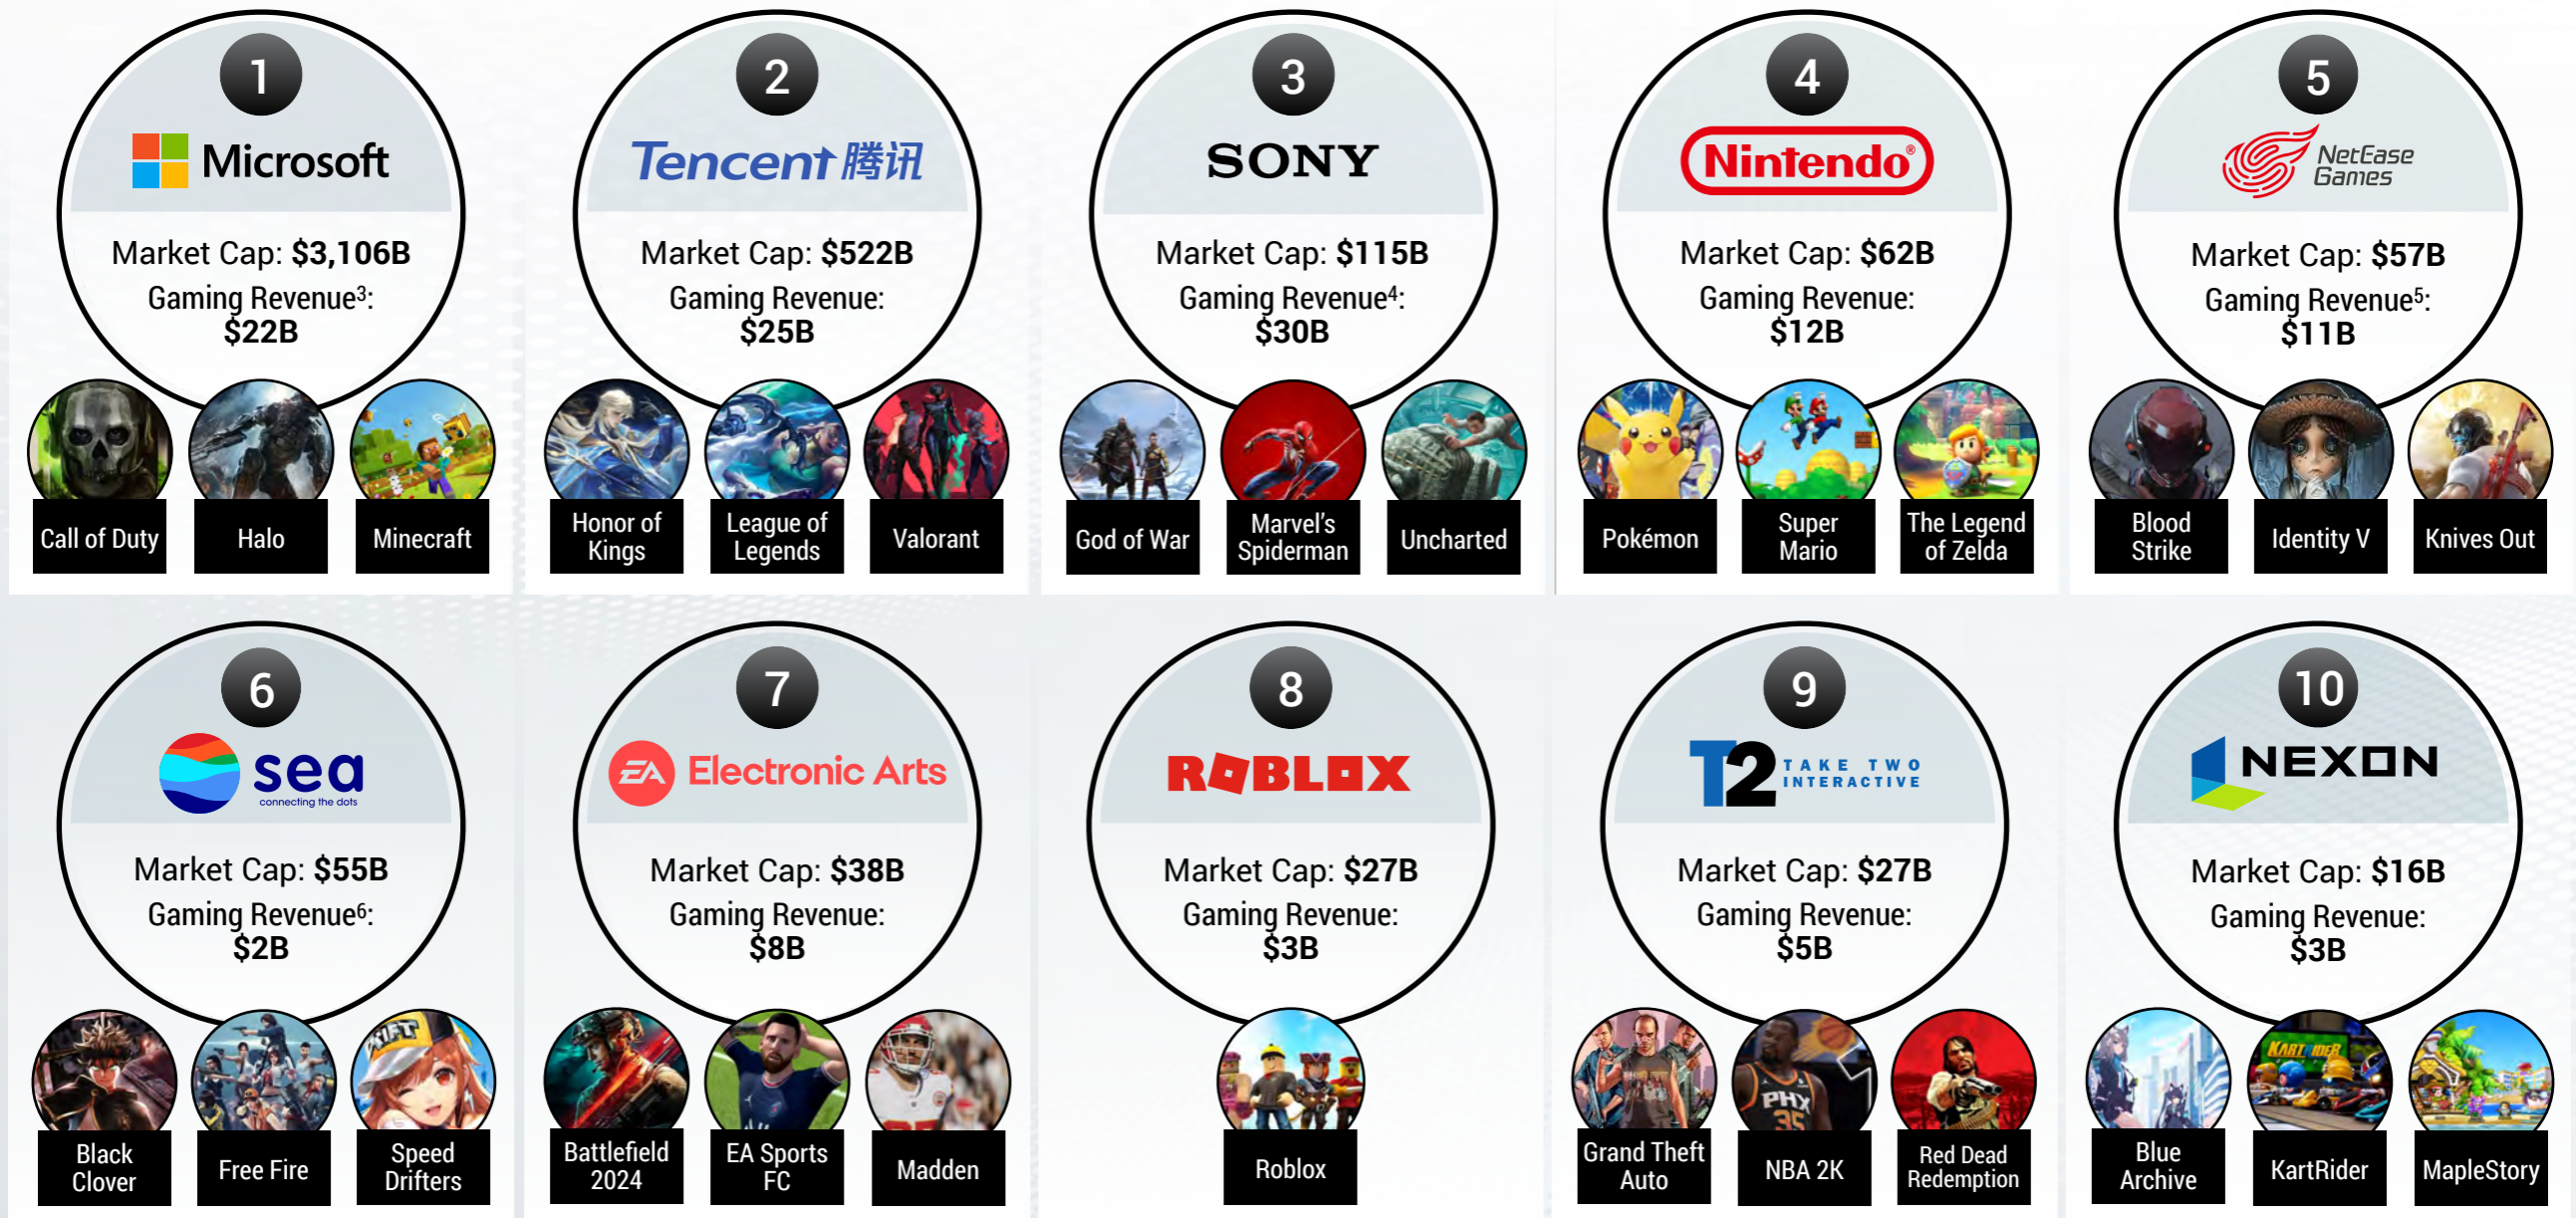 1
Microsoft
Market Cap: $3,106B
Gaming Revenue³:
$22B
Call of Duty
Halo
Minecraft
2
Tencent 腾讯
Market Cap: $522B
Gaming Revenue:
$25B
Honor of
Kings
League of
Legends
Valorant
3
SONY
Market Cap: $115B
Gaming Revenue⁴:
$30B
God of War
Marvel's
Spiderman
Uncharted
4
Nintendo®
Market Cap: $62B
Gaming Revenue:
$12B
Pokémon
Super
Mario
The Legend
of Zelda
5
NetEase
Games
Market Cap: $57B
Gaming Revenue⁵:
$11B
Blood
Strike
Identity V
Knives Out
6
sea
connecting the dots
Market Cap: $55B
Gaming Revenue⁶:
$2B
Black
Clover
Free Fire
Speed
Drifters
7
EA Electronic Arts
Market Cap: $38B
Gaming Revenue:
$8B
Battlefield
2024
EA Sports
FC
Madden
8
ROBLOX
Market Cap: $27B
Gaming Revenue:
$3B
Roblox
9
T2 TAKE TWO
INTERACTIVE
Market Cap: $27B
Gaming Revenue:
$5B
Grand Theft
Auto
PHX
35
NBA 2K
Red Dead
Redemption
10
NEXON
Market Cap: $16B
Gaming Revenue:
$3B
Blue
Archive
KARTRIDER
KartRider
MapleStory